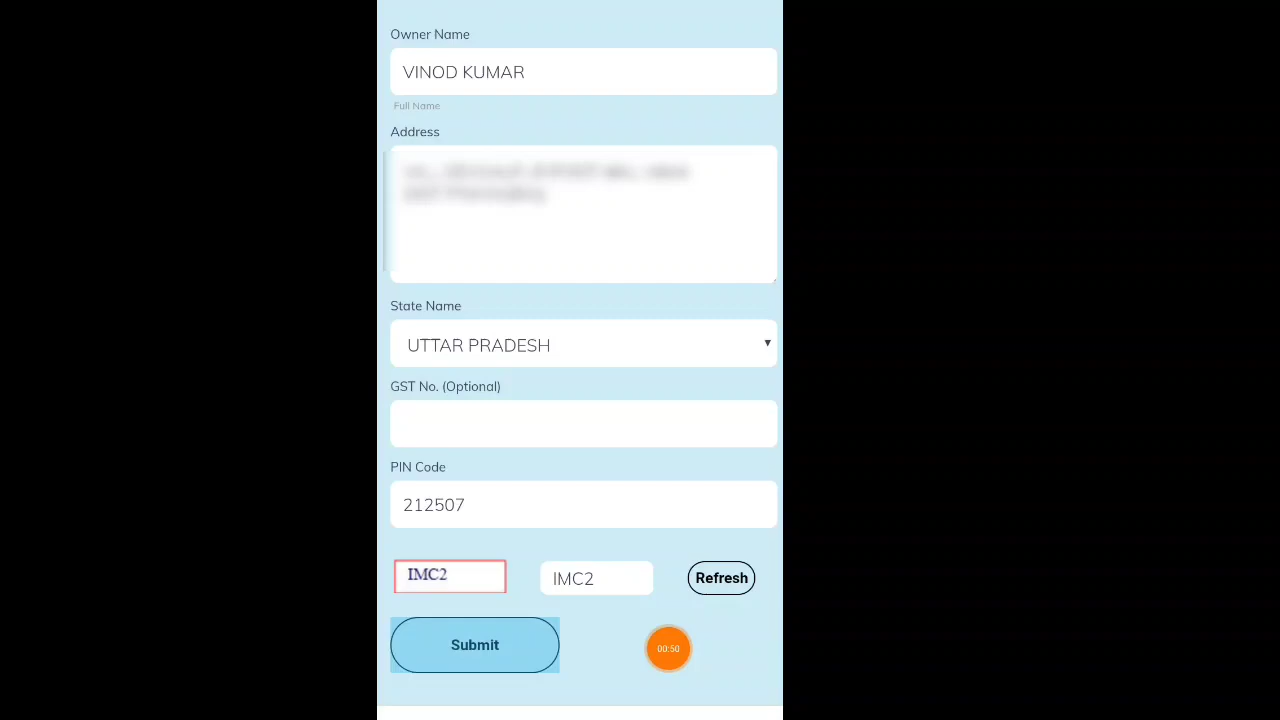 Owner Name
VINOD KUMAR
Full Name
Address
State Name
UTTAR PRADESH
GST No. (Optional)
PIN Code
212507
IMC2 IMC2 Refresh
Submit 00:50